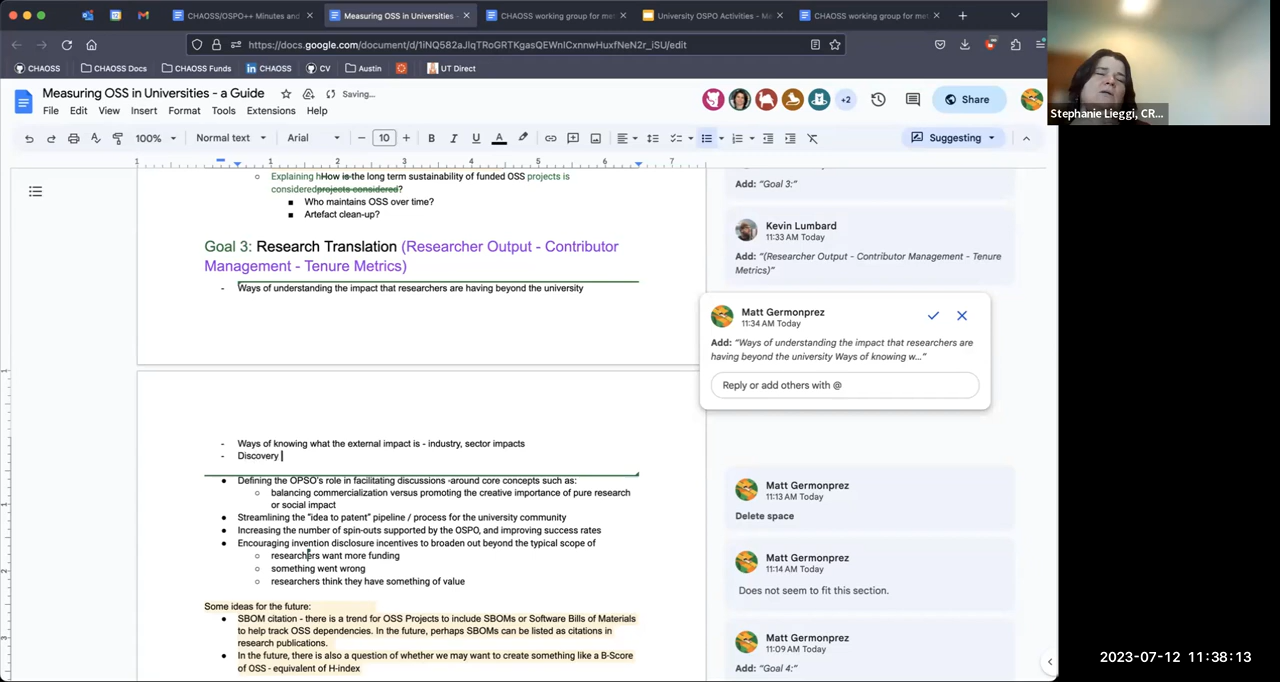 CHAOSS/OSPO++ Minutes and
Measuring OSS in Universities -
CHAOSS working group for met
University OSPO Activities - Ma
CHAOSS working group for met
https://docs.google.com/document/d/1iNQ582aJlqTRoGRTKgasQEWnICxnnwHuxfNeN2r_iSU/edit
CHAOSS
CHAOSS Docs
CHAOSS Funds
CHAOSS
CV
Austin
UT Direct
Measuring OSS in Universities - a Guide
Saving...
File Edit View Insert Format Tools Extensions Help
+2
Share
100%
Normal text
Arial
10
Suggesting
1 1 2 3 4 5 6 7
Explaining hHow is the long term sustainability of funded OSS projects is
consideredprojects considered?
Who maintains OSS over time?
Artefact clean-up?
Goal 3: Research Translation (Researcher Output - Contributor
Management - Tenure Metrics)
- Ways of understanding the impact that researchers are having beyond the university
- Ways of knowing what the external impact is - industry, sector impacts
- Discovery
Defining the OPSO's role in facilitating discussions -around core concepts such as:
balancing commercialization versus promoting the creative importance of pure research
or social impact
Streamlining the "idea to patent" pipeline / process for the university community
Increasing the number of spin-outs supported by the OSPO, and improving success rates
Encouraging invention disclosure incentives to broaden out beyond the typical scope of
researchers want more funding
something went wrong
researchers think they have something of value
Some ideas for the future:
SBOM citation - there is a trend for OSS Projects to include SBOMs or Software Bills of Materials
to help track OSS dependencies. In the future, perhaps SBOMs can be listed as citations in
research publications.
In the future, there is also a question of whether we may want to create something like a B-Score
of OSS - equivalent of H-index
Add: "Goal 3:"
Kevin Lumbard
11:33 AM Today
Add: "(Researcher Output - Contributor Management - Tenure
Metrics)"
Matt Germonprez
11:34 AM Today
Add: "Ways of understanding the impact that researchers are
having beyond the university Ways of knowing w..."
Reply or add others with @
Matt Germonprez
11:13 AM Today
Delete space
Matt Germonprez
11:14 AM Today
Does not seem to fit this section.
Matt Germonprez
11:09 AM Today
Add: "Goal 4:"
Stephanie Lieggi, CR...
2023-07-12 11:38:13